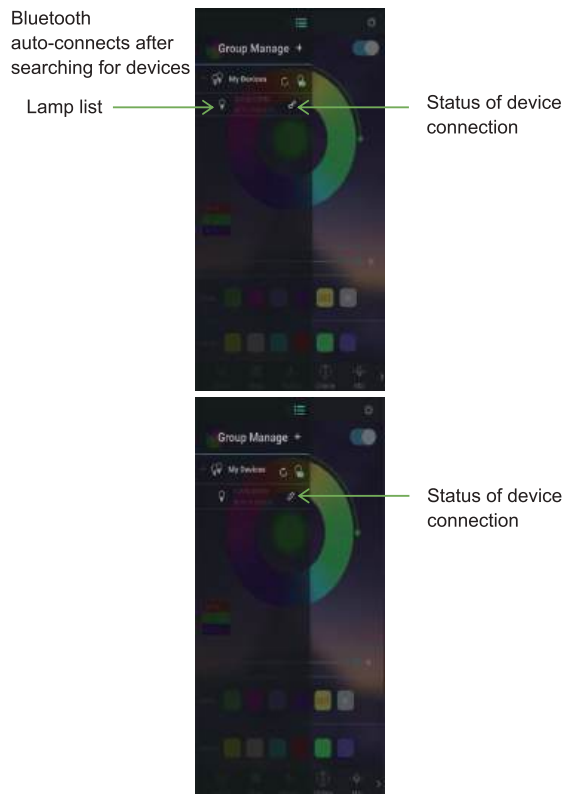 Bluetooth
auto-connects after
searching for devices
Group Manage +
My Devices
Lamp list
Status of device
connection
Group Manage +
My Devices
Status of device
connection